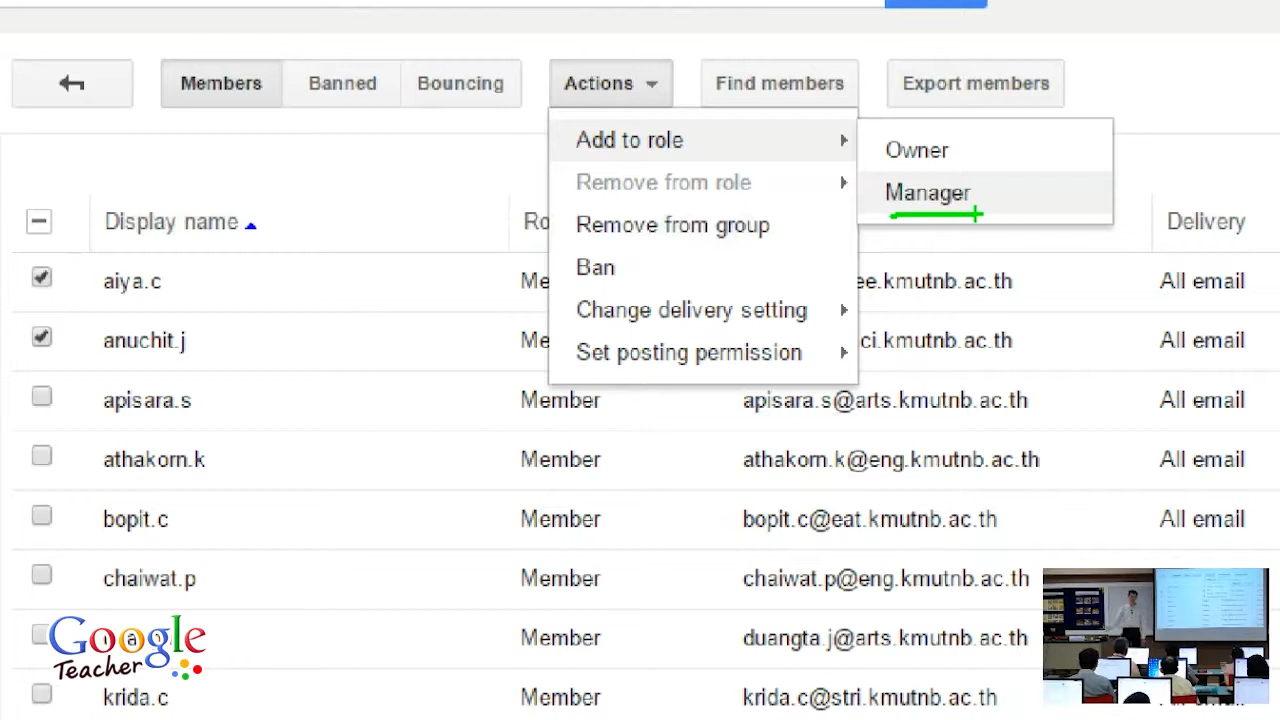 Members Banned Bouncing Actions Find members Export members
Add to role
Owner
Remove from role
Manager
Remove from group
Display name Ro Delivery
Ban
aiya.c Me ee.kmutnb.ac.th All email
Change delivery setting
anuchit.j Me ci.kmutnb.ac.th All email
Set posting permission
apisara.s Member apisara.s@arts.kmutnb.ac.th All email
athakorn.k Member athakorn.k@eng.kmutnb.ac.th All email
bopit.c Member bopit.c@eat.kmutnb.ac.th All email
chaiwat.p Member chaiwat.p@eng.kmutnb.ac.th
Member duangta.j@arts.kmutnb.ac.th
Google
Teacher
krida.c Member krida.c@stri.kmutnb.ac.th